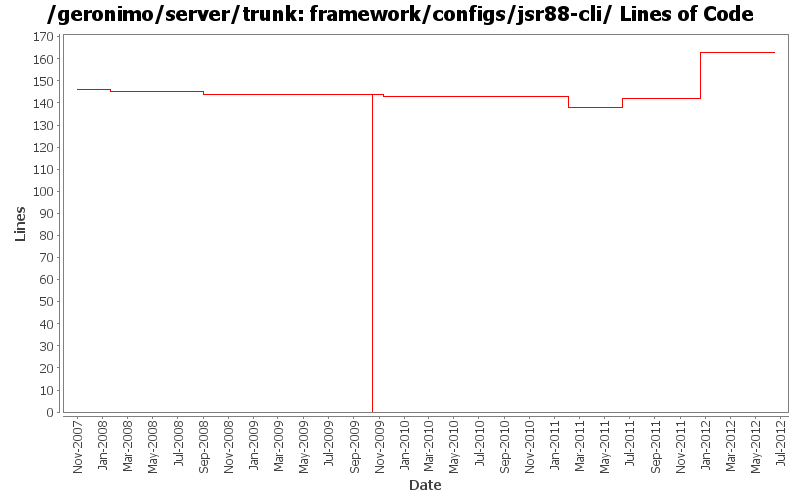 /geronimo/server/trunk: framework/configs/jsr88-cli/ Lines of Code
170
160
150
140
130
120
110
100
90
80
70
60
50
40
30
20
10
0
Lines
Nov-2007
Jan-2008
Mar-2008
May-2008
Jul-2008
Sep-2008
Nov-2008
Jan-2009
Mar-2009
May-2009
Jul-2009
Sep-2009
Nov-2009
Jan-2010
Mar-2010
May-2010
Jul-2010
Sep-2010
Nov-2010
Jan-2011
Mar-2011
May-2011
Jul-2011
Sep-2011
Nov-2011
Jan-2012
Mar-2012
May-2012
Jul-2012
Date